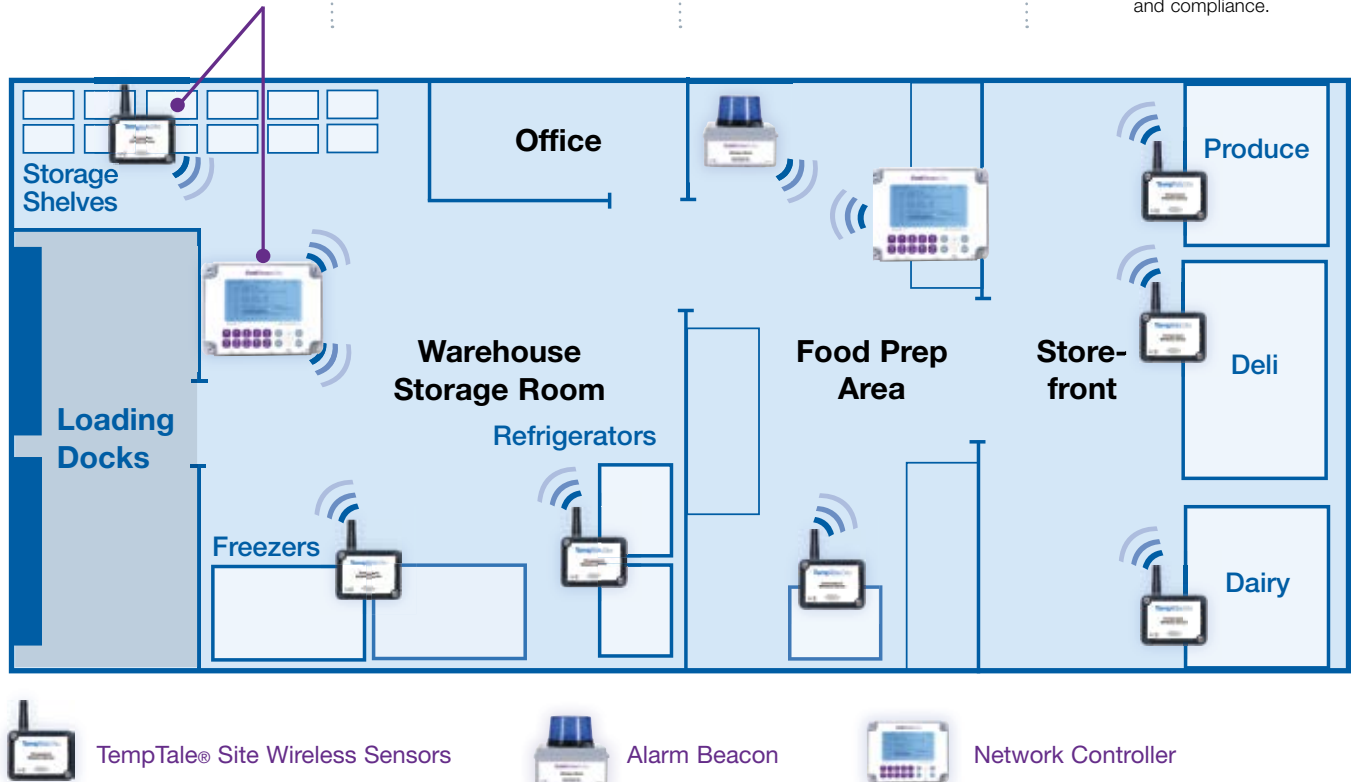 and compliance.
Storage
Shelves
Office
Produce
Warehouse
Storage Room
Food Prep
Area
Store-
front
Deli
Loading
Docks
Refrigerators
Freezers
Dairy
TempTale® Site Wireless Sensors
Alarm Beacon
Network Controller